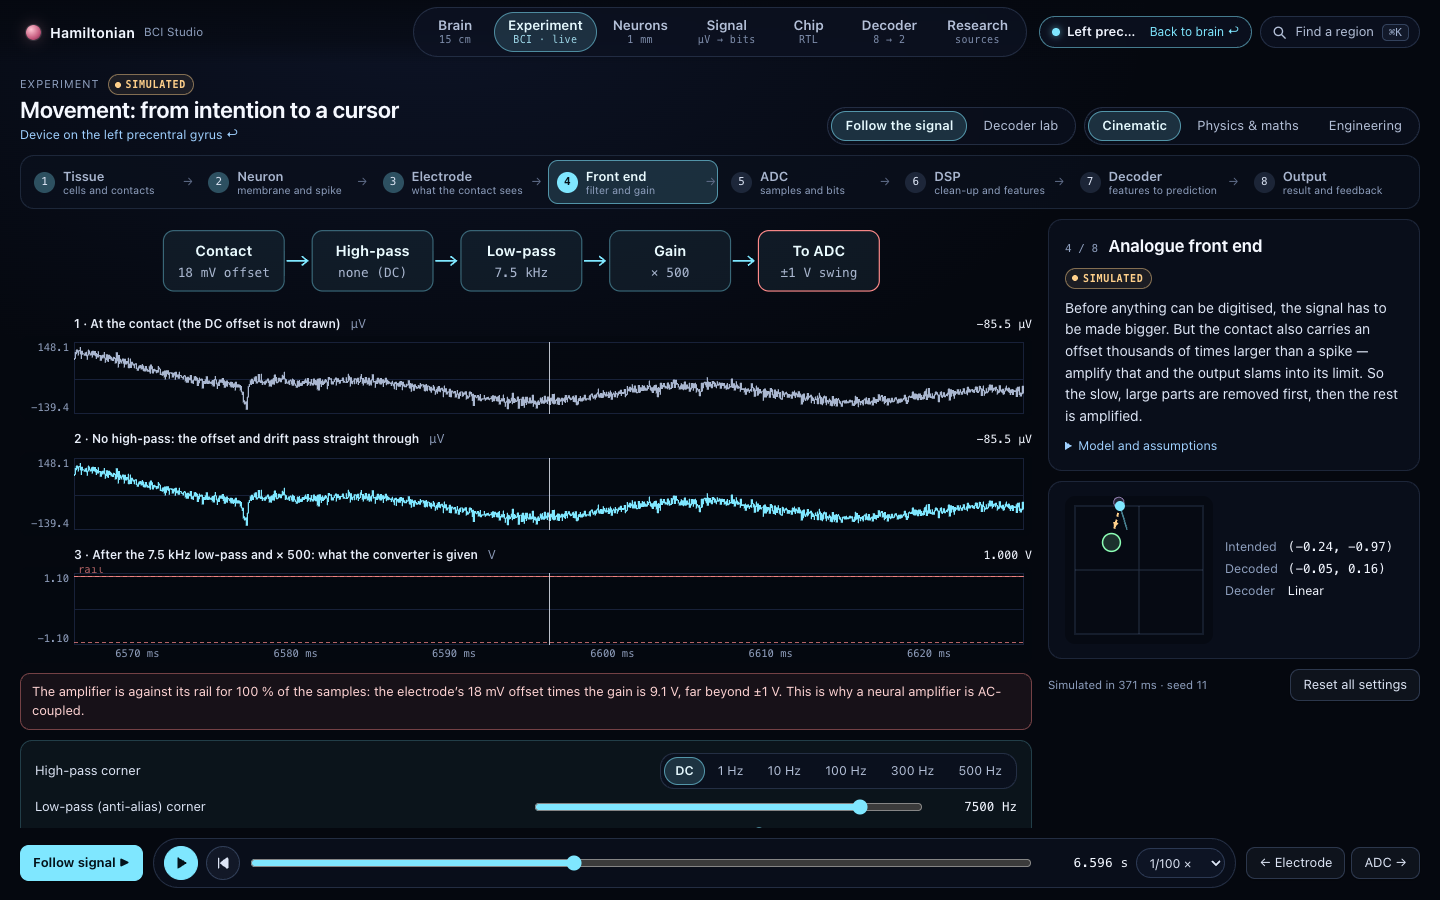 Hamiltonian BCI Studio
Brain
15 cm
Experiment
BCI · live
Neurons
1 mm
Signal
µV → bits
Chip
RTL
Decoder
8 → 2
Research
sources
Left prec... Back to brain ↩
Find a region ⌘K
EXPERIMENT SIMULATED
Movement: from intention to a cursor
Device on the left precentral gyrus ↩
Follow the signal Decoder lab
Cinematic Physics & maths Engineering
1 Tissue
cells and contacts
→
2 Neuron
membrane and spike
→
3 Electrode
what the contact sees
→
4 Front end
filter and gain
→
5 ADC
samples and bits
→
6 DSP
clean-up and features
→
7 Decoder
features to prediction
→
8 Output
result and feedback
Contact
18 mV offset
High-pass
none (DC)
Low-pass
7.5 kHz
Gain
× 500
To ADC
±1 V swing
1 · At the contact (the DC offset is not drawn) µV −85.5 µV
148.1
−139.4
2 · No high-pass: the offset and drift pass straight through µV −85.5 µV
148.1
−139.4
3 · After the 7.5 kHz low-pass and × 500: what the converter is given V 1.000 V
rail
1.10
−1.10
6570 ms 6580 ms 6590 ms 6600 ms 6610 ms 6620 ms
The amplifier is against its rail for 100 % of the samples: the electrode's 18 mV offset times the gain is 9.1 V, far beyond ±1 V. This is why a neural amplifier is AC-
coupled.
High-pass corner DC 1 Hz 10 Hz 100 Hz 300 Hz 500 Hz
Low-pass (anti-alias) corner 7500 Hz
4 / 8 Analogue front end
SIMULATED
Before anything can be digitised, the signal has to
be made bigger. But the contact also carries an
offset thousands of times larger than a spike —
amplify that and the output slams into its limit. So
the slow, large parts are removed first, then the rest
is amplified.
Model and assumptions
Intended (−0.24, −0.97)
Decoded (−0.05, 0.16)
Decoder Linear
Simulated in 371 ms · seed 11
Reset all settings
Follow signal
6.596 s
1/100 ×
← Electrode
ADC →